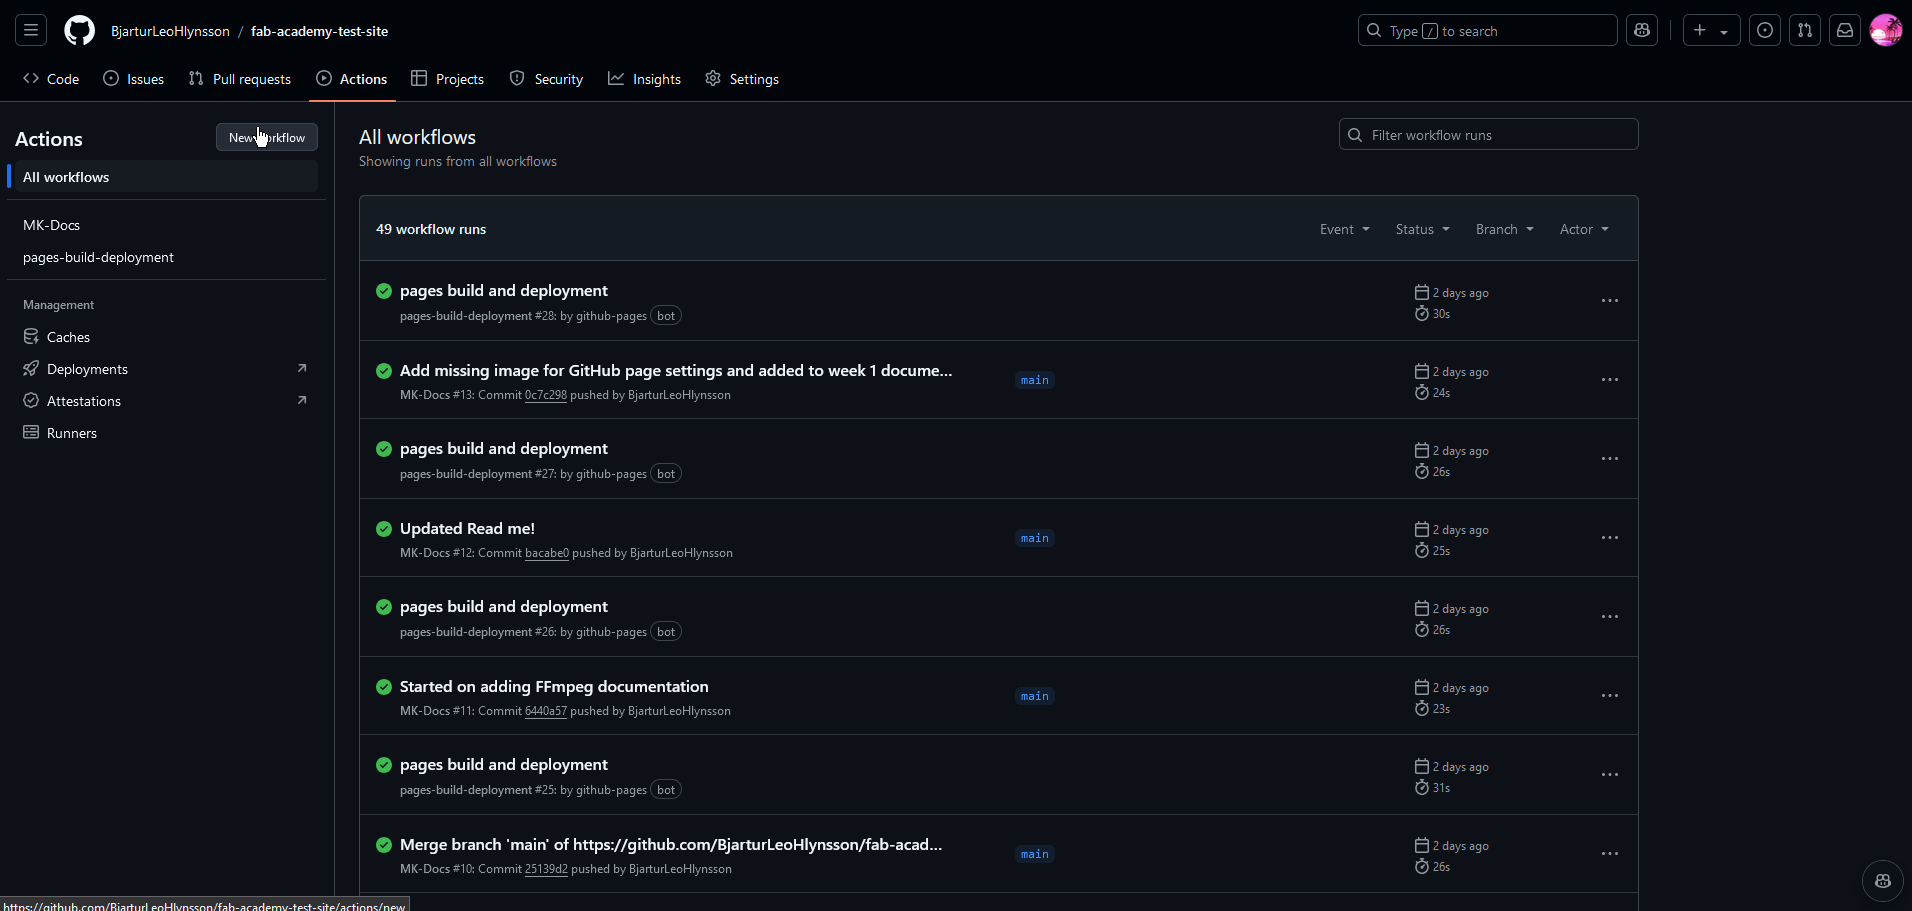 BjarturLeoHlynsson / fab-academy-test-site
Type / to search
Code Issues Pull requests Actions Projects Security Insights Settings
Actions
New workflow
All workflows
MK-Docs
pages-build-deployment
Management
Caches
Deployments
Attestations
Runners
All workflows
Showing runs from all workflows
Filter workflow runs
49 workflow runs
Event Status Branch Actor
pages build and deployment
pages-build-deployment #28: by github-pages bot
2 days ago
30s
Add missing image for GitHub page settings and added to week 1 docume...
MK-Docs #13: Commit 0c7c298 pushed by BjarturLeoHlynsson
main
2 days ago
24s
pages build and deployment
pages-build-deployment #27: by github-pages bot
2 days ago
26s
Updated Read me!
MK-Docs #12: Commit bacabe0 pushed by BjarturLeoHlynsson
main
2 days ago
25s
pages build and deployment
pages-build-deployment #26: by github-pages bot
2 days ago
26s
Started on adding FFmpeg documentation
MK-Docs #11: Commit 6440a57 pushed by BjarturLeoHlynsson
main
2 days ago
23s
pages build and deployment
pages-build-deployment #25: by github-pages bot
2 days ago
31s
Merge branch 'main' of https://github.com/BjarturLeoHlynsson/fab-acad...
MK-Docs #10: Commit 25139d2 pushed by BjarturLeoHlynsson
main
2 days ago
26s
https://github.com/BjarturLeoHlynsson/fab-academy-test-site/actions/new